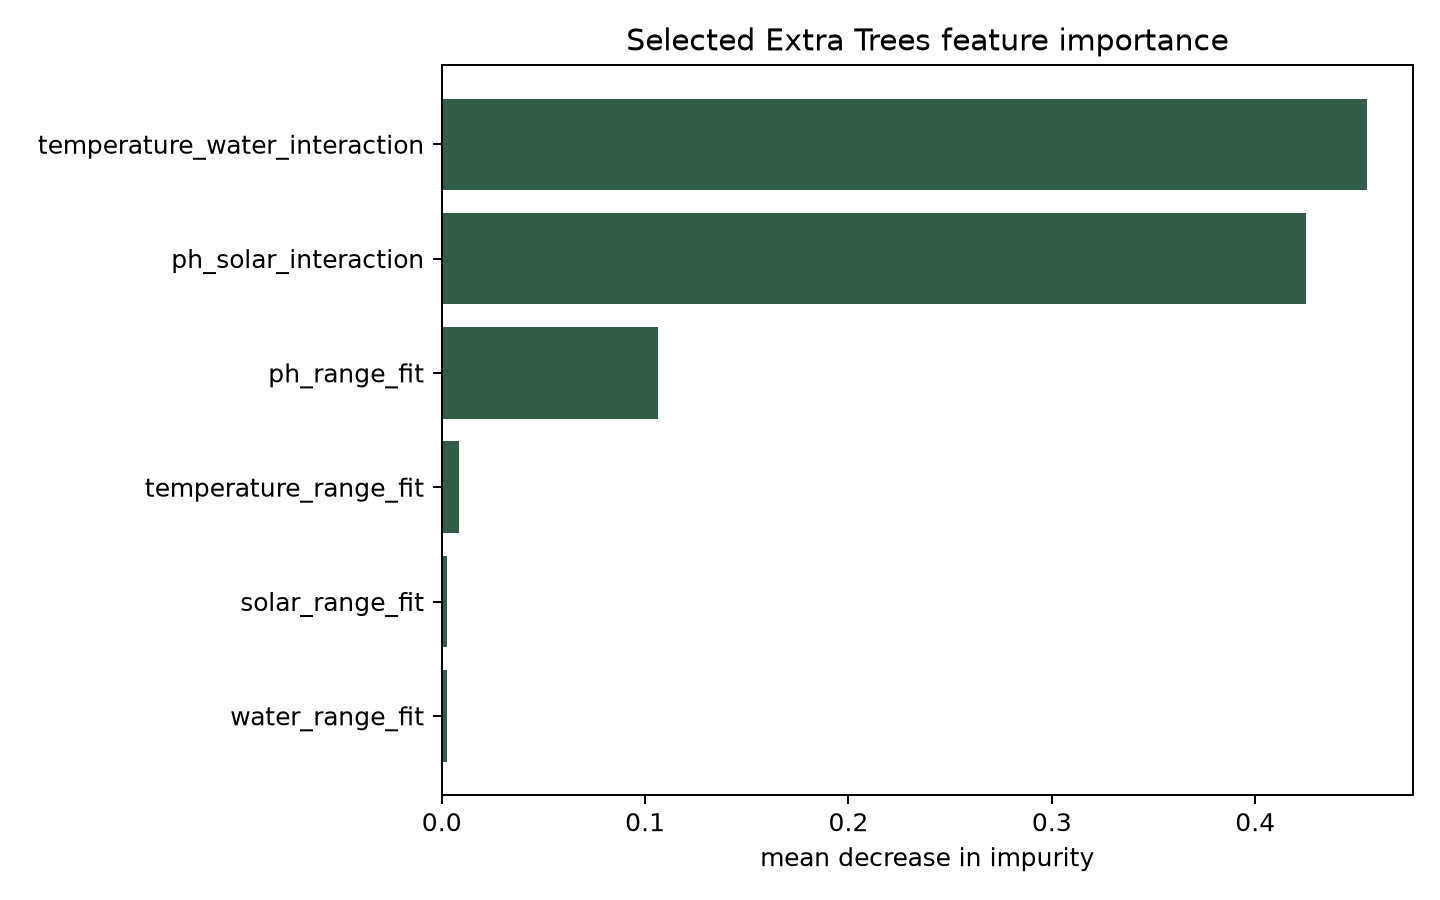 Selected Extra Trees feature importance
temperature_water_interaction
ph_solar_interaction
ph_range_fit
temperature_range_fit
solar_range_fit
water_range_fit
0.0 0.1 0.2 0.3 0.4
mean decrease in impurity